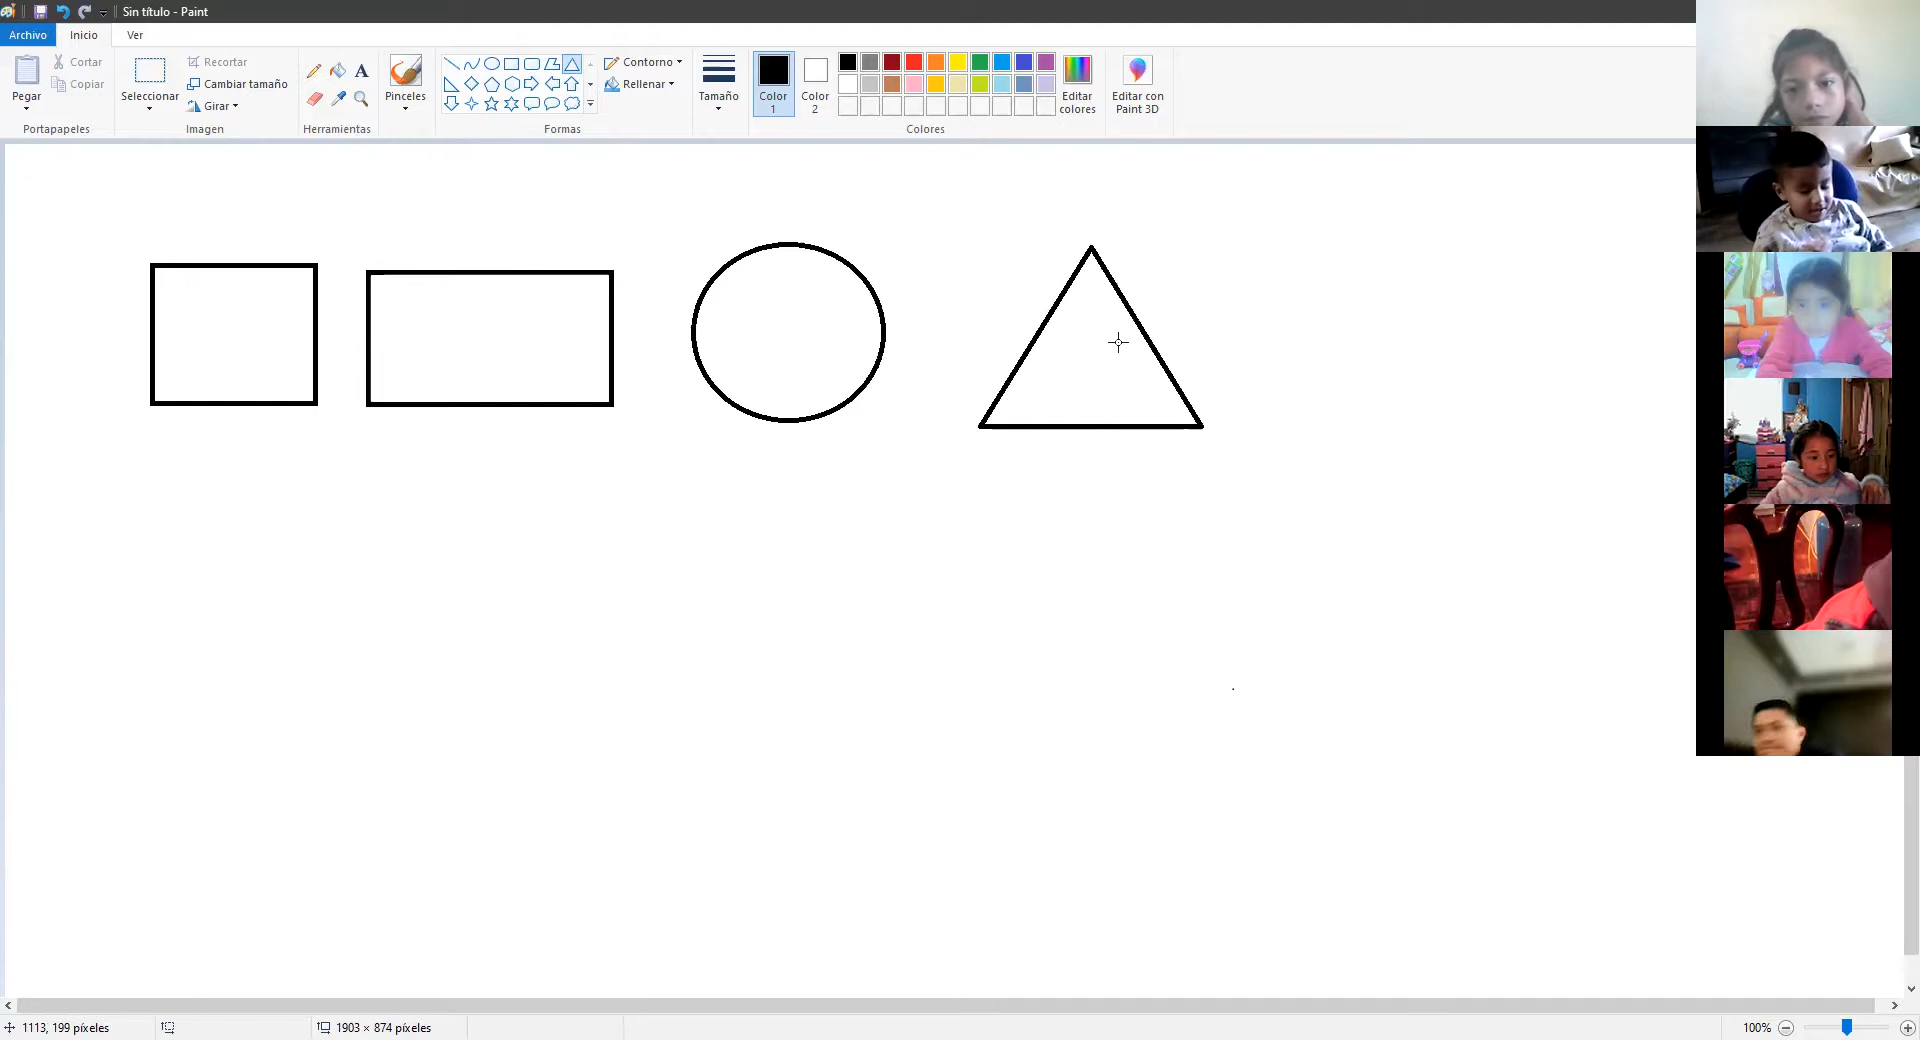 Sin título - Paint
Archivo Inicio Ver
Pegar
Cortar
Copiar
Portapapeles
Seleccionar
Recortar
Cambiar tamaño
Girar
Imagen
A
Herramientas
Pinceles
Contorno
Rellenar
Formas
Tamaño
Color 1
Color 2
Editar colores
Colores
Editar con Paint 3D
1113, 199 píxeles
1903 × 874 píxeles
100%